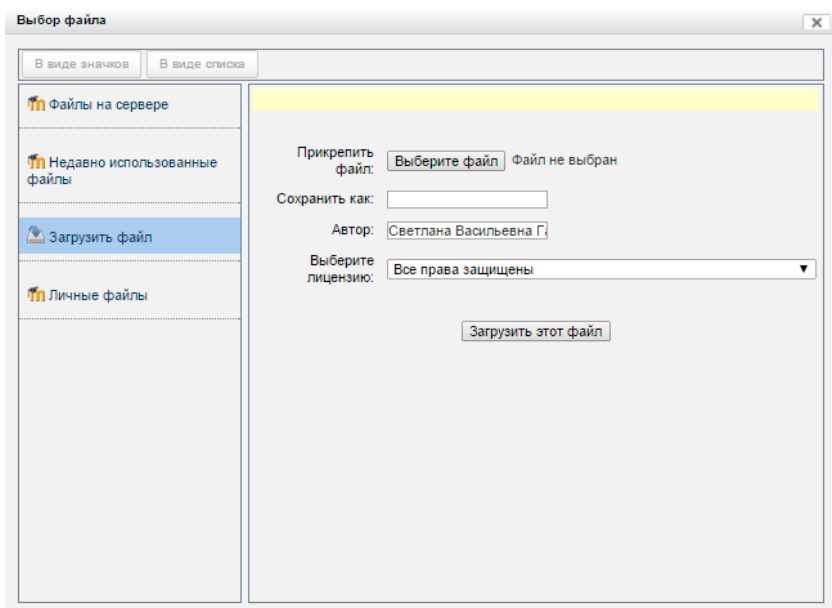 Выбор файла
В виде значков В виде списка
Файлы на сервере
Недавно использованные
файлы
Загрузить файл
Личные файлы
Прикрепить
файл: Выберите файл Файл не выбран
Сохранить как:
Автор: Светлана Васильевна
Выберите
лицензию: Все права защищены
Загрузить этот файл